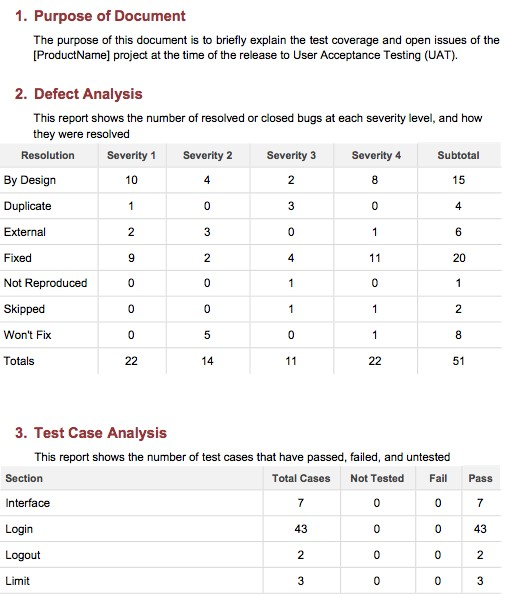 1. Purpose of Document
The purpose of this document is to briefly explain the test coverage and open issues of the
[ProductName] project at the time of the release to User Acceptance Testing (UAT).
2. Defect Analysis
This report shows the number of resolved or closed bugs at each severity level, and how
they were resolved
Resolution Severity 1 Severity 2 Severity 3 Severity 4 Subtotal
By Design 10 4 2 8 15
Duplicate 1 0 3 0 4
External 2 3 0 1 6
Fixed 9 2 4 11 20
Not Reproduced 0 0 1 0 1
Skipped 0 0 1 1 2
Won't Fix 0 5 0 1 8
Totals 22 14 11 22 51
3. Test Case Analysis
This report shows the number of test cases that have passed, failed, and untested
Section Total Cases Not Tested Fail Pass
Interface 7 0 0 7
Login 43 0 0 43
Logout 2 0 0 2
Limit 3 0 0 3